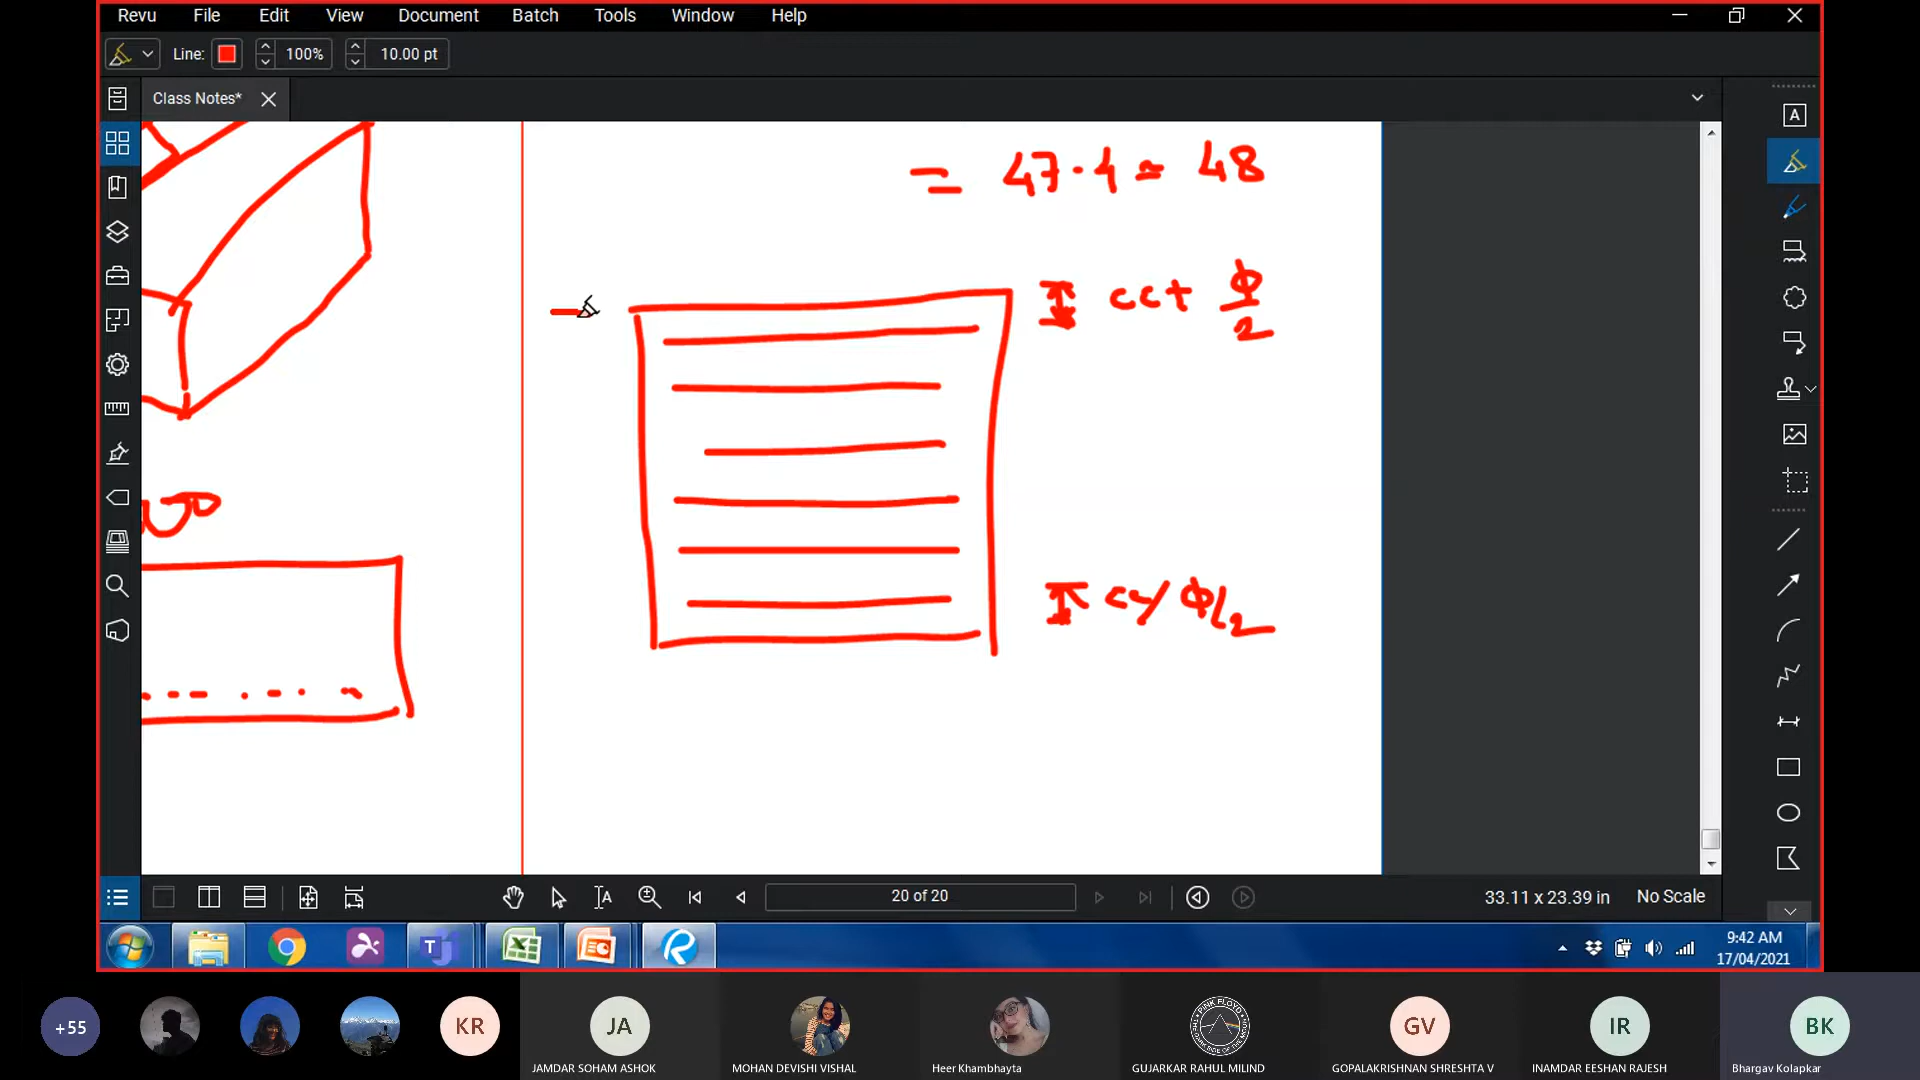 Revu File Edit View Document Batch Tools Window Help
Line: 100% 10.00 pt
Class Notes*
= 47.4 ≈ 48
cc+ Φ/2
Φ/2
20 of 20
33.11 x 23.39 in No Scale
9:42 AM
17/04/2021
+55
KR
JA
GV
IR
BK
PINK FLOYD
JAMDAR SOHAM ASHOK
MOHAN DEVISHI VISHAL
Heer Khambhayta
GUJARKAR RAHUL MILIND
GOPALAKRISHNAN SHRESHTA V
INAMDAR EESHAN RAJESH
Bhargav Kolapkar